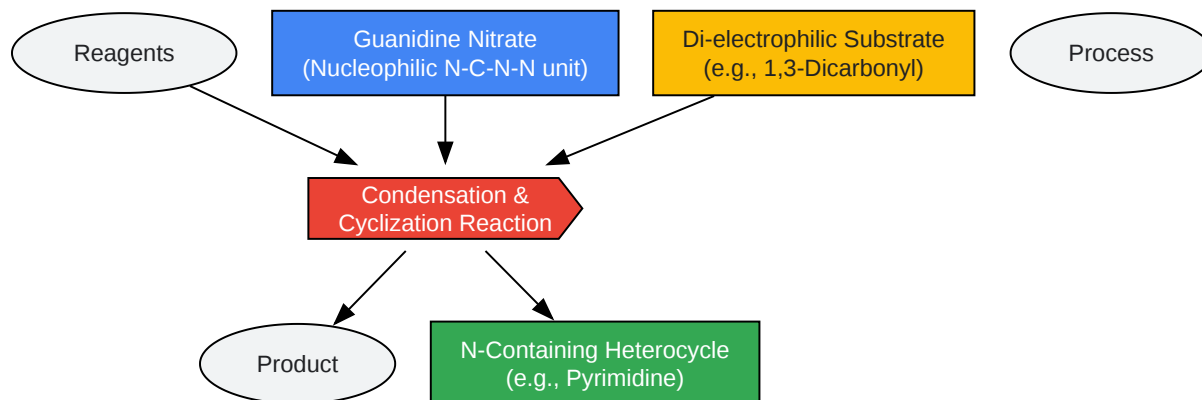 Reagents
Guanidine Nitrate
(Nucleophilic N-C-N-N unit)
Di-electrophilic Substrate
(e.g., 1,3-Dicarbonyl)
Process
Condensation &
Cyclization Reaction
Product
N-Containing Heterocycle
(e.g., Pyrimidine)